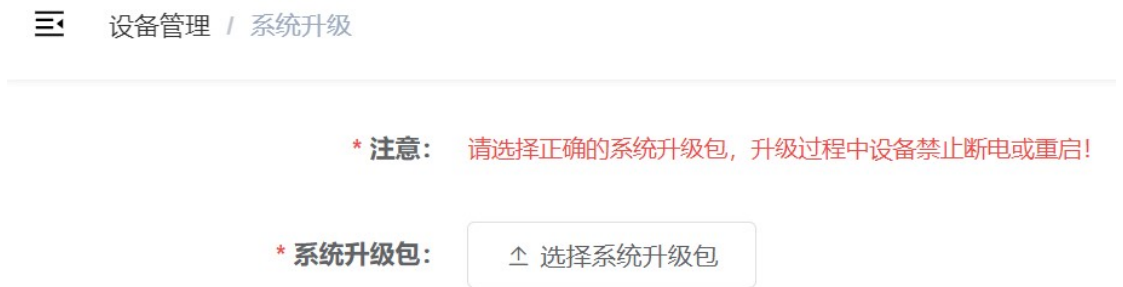 设备管理 / 系统升级
* 注意： 请选择正确的系统升级包，升级过程中设备禁止断电或重启！
* 系统升级包： 选择系统升级包